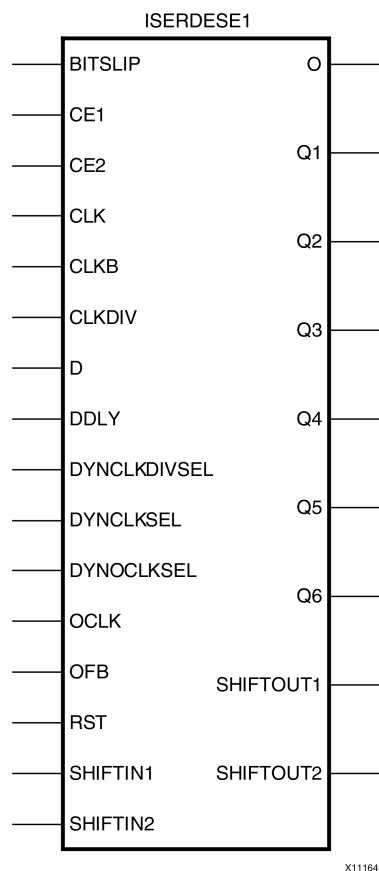 ISERDESE1
BITSLIP
CE1
CE2
CLK
CLKB
CLKDIV
D
DDLY
DYNCLKDIVSEL
DYNCLKSEL
DYNOCLKSEL
OCLK
OFB
RST
SHIFTIN1
SHIFTIN2
O
Q1
Q2
Q3
Q4
Q5
Q6
SHIFTOUT1
SHIFTOUT2
X11164